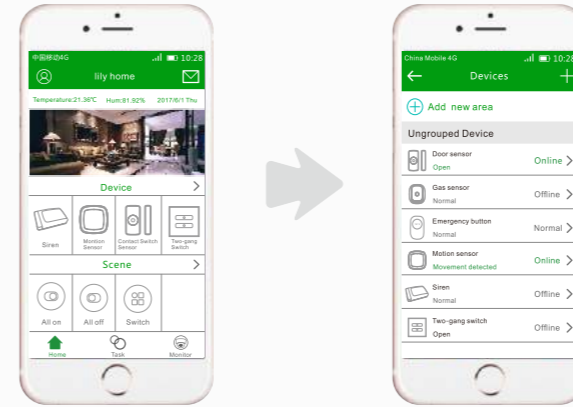 中国移动4G 10:28
lily home
Temperature:21.36℃ Hum:81.92% 2017/6/1 Thu
Device
Siren
Montion
Sensor
Contact Switch
Sensor
Two-gang
Switch
Scene
All on
All off
Switch
Home
Task
Monitor
China Mobile 4G 10:28
Devices
Add new area
Ungrouped Device
Door sensor
Open
Online
Gas sensor
Normal
Offline
Emergency button
Normal
Normal
Motion sensor
Movement detected
Online
Siren
Normal
Offline
Two-gang switch
Open
Offline